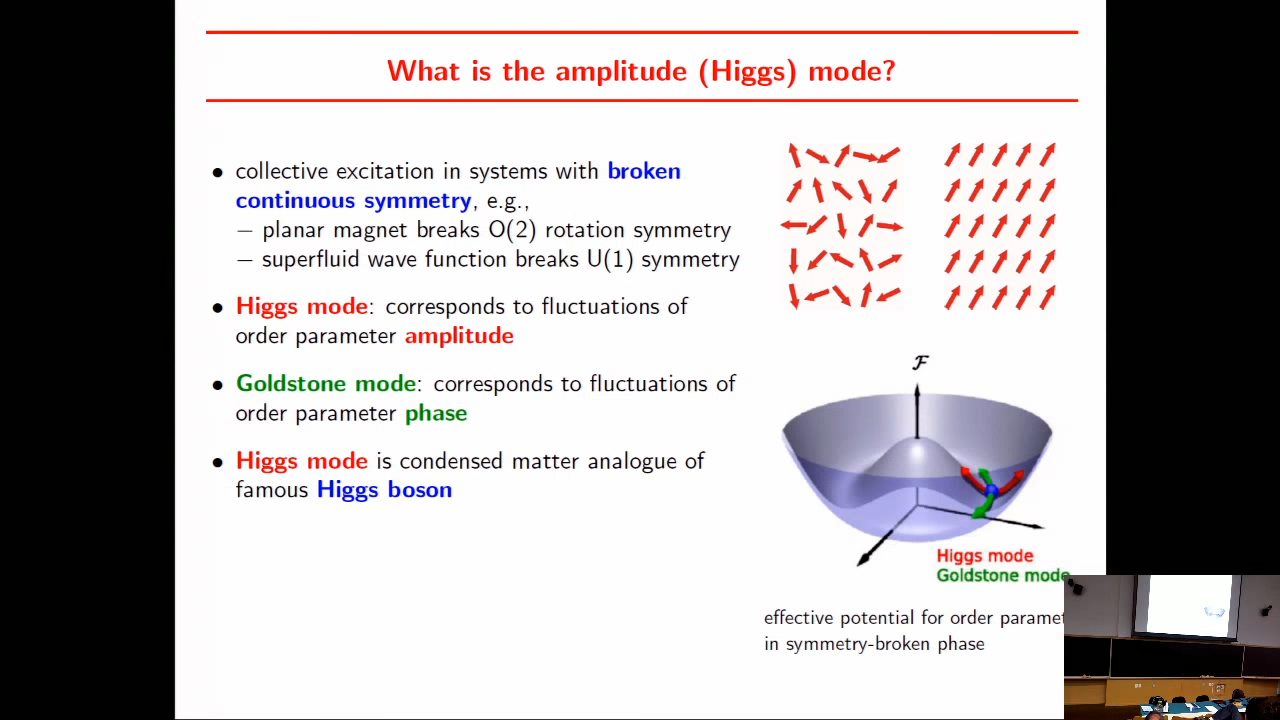 What is the amplitude (Higgs) mode?
• collective excitation in systems with broken
continuous symmetry, e.g.,
– planar magnet breaks O(2) rotation symmetry
– superfluid wave function breaks U(1) symmetry
• Higgs mode: corresponds to fluctuations of
order parameter amplitude
• Goldstone mode: corresponds to fluctuations of
order parameter phase
• Higgs mode is condensed matter analogue of
famous Higgs boson
ℱ
Higgs mode
Goldstone mode
effective potential for order paramet
in symmetry-broken phase